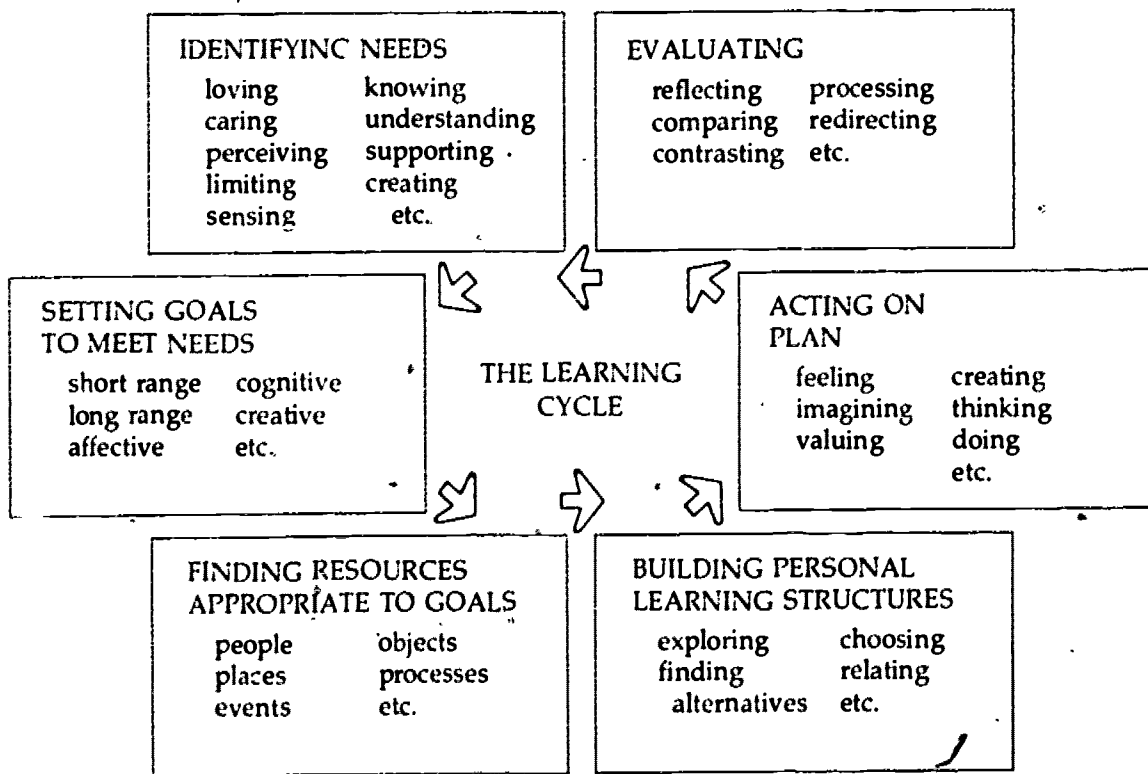 IDENTIFYING NEEDS
loving knowing
caring understanding
perceiving supporting
limiting creating
sensing etc.
EVALUATING
reflecting processing
comparing redirecting
contrasting etc.
SETTING GOALS
TO MEET NEEDS
short range cognitive
long range creative
affective etc.
THE LEARNING
CYCLE
ACTING ON
PLAN
feeling creating
imagining thinking
valuing doing
etc.
FINDING RESOURCES
APPROPRIATE TO GOALS
people objects
places processes
events etc.
BUILDING PERSONAL
LEARNING STRUCTURES
exploring choosing
finding relating
alternatives etc.